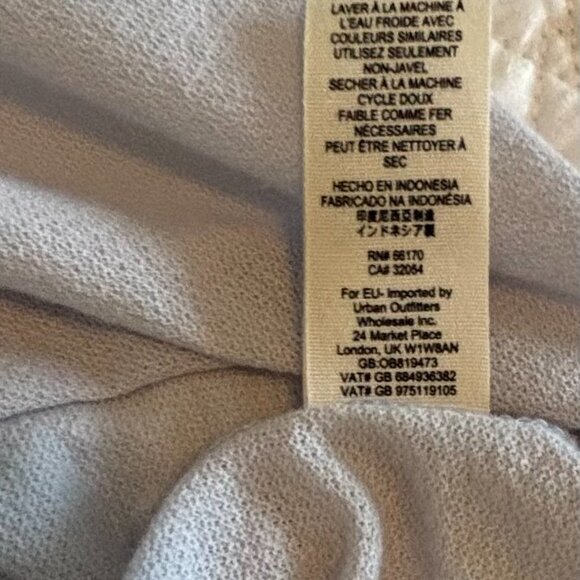 LAVER À LA MACHINE À
L'EAU FROIDE AVEC
COULEURS SIMILAIRES
UTILISEZ SEULEMENT
NON-JAVEL
SECHER À LA MACHINE
CYCLE DOUX
FAIBLE COMME FER
NÉCESSAIRES
PEUT ÊTRE NETTOYER À
SEC
HECHO EN INDONESIA
FABRICADO NA INDONÉSIA
印度尼西亞制造
インドネシア製
RN# 66170
CA# 32054
For EU- Imported by
Urban Outfitters
Wholesale Inc.
24 Market Place
London, UK W1W8AN
GB:OB819473
VAT# GB 684936382
VAT# GB 975119105